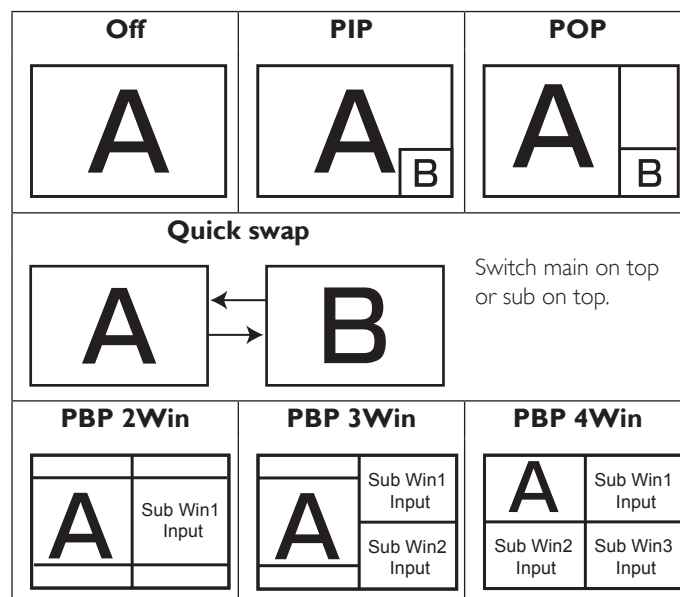 Off
PIP
POP
A
A
B
A
B
Quick swap
A
B
Switch main on top
or sub on top.
PBP 2Win
PBP 3Win
PBP 4Win
A
Sub Win1
Input
A
Sub Win1
Input
Sub Win2
Input
A
Sub Win1
Input
Sub Win2
Input
Sub Win3
Input